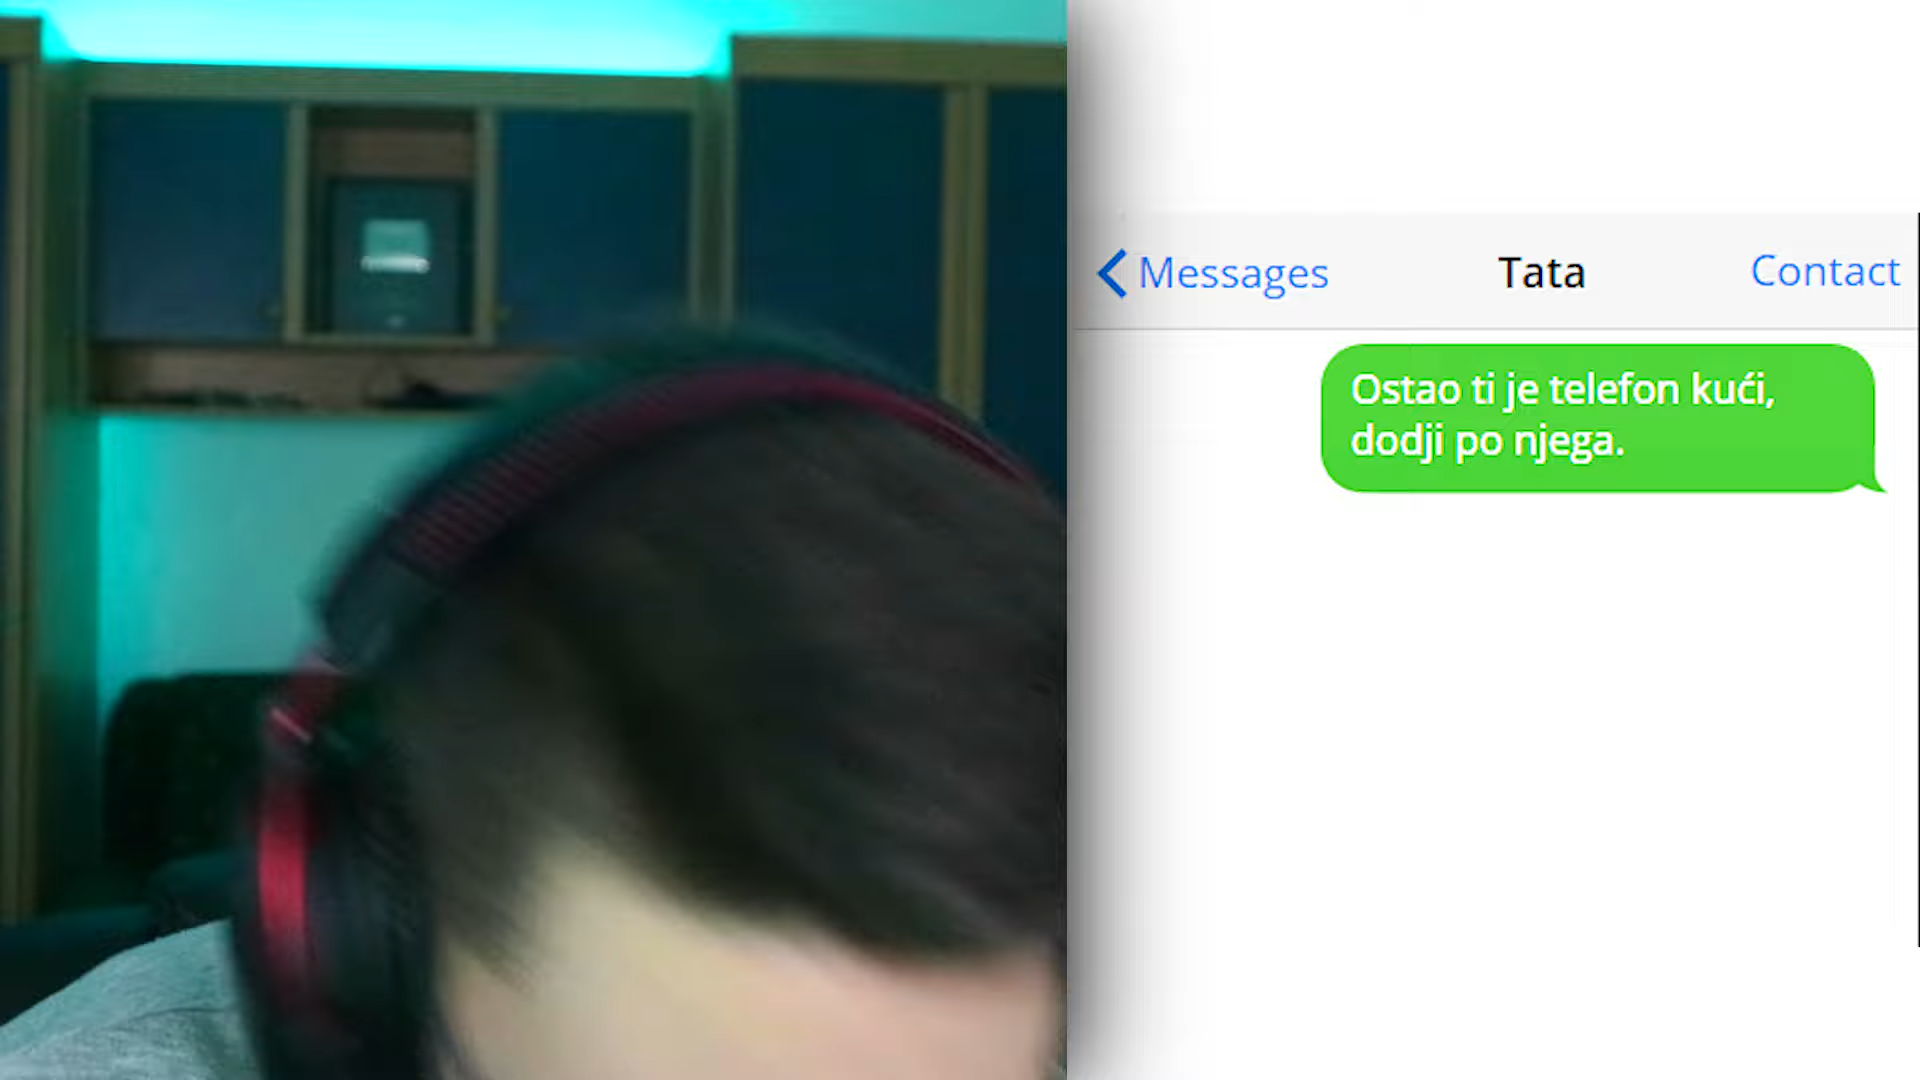 Messages
Tata
Contact
Ostao ti je telefon kući,
dodji po njega.